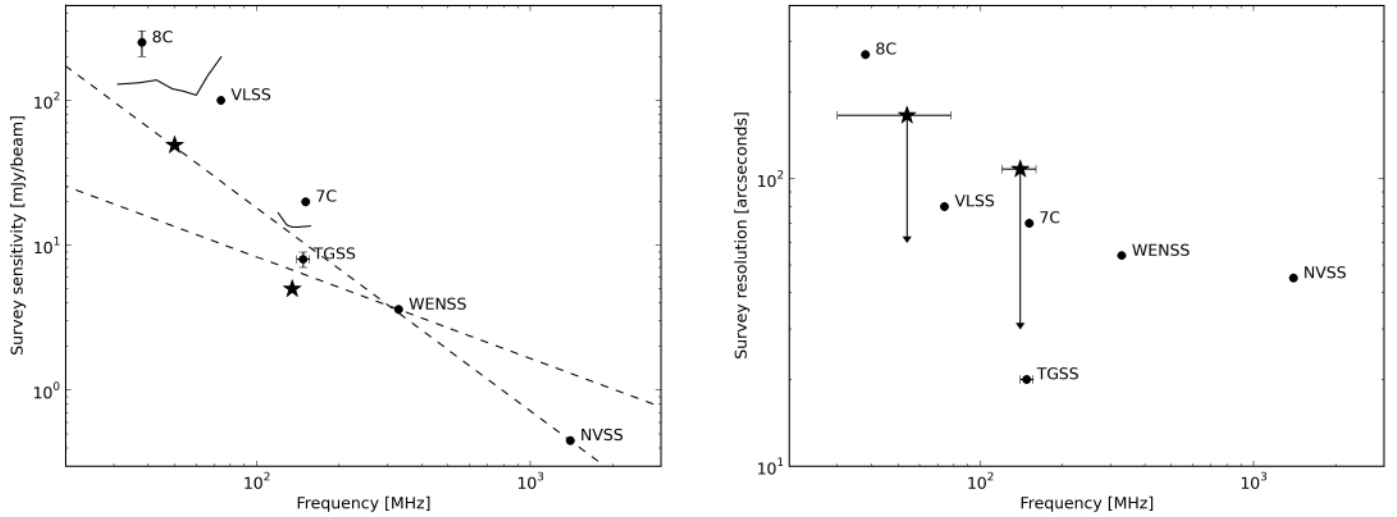 8C
VLSS
7C
TGSS
WENSS
NVSS
10² 10¹ 10⁰
10² 10³
Survey sensitivity [mJy/beam]
Frequency [MHz]
8C
VLSS
7C
WENSS
NVSS
TGSS
10² 10¹
10² 10³
Survey resolution [arcseconds]
Frequency [MHz]